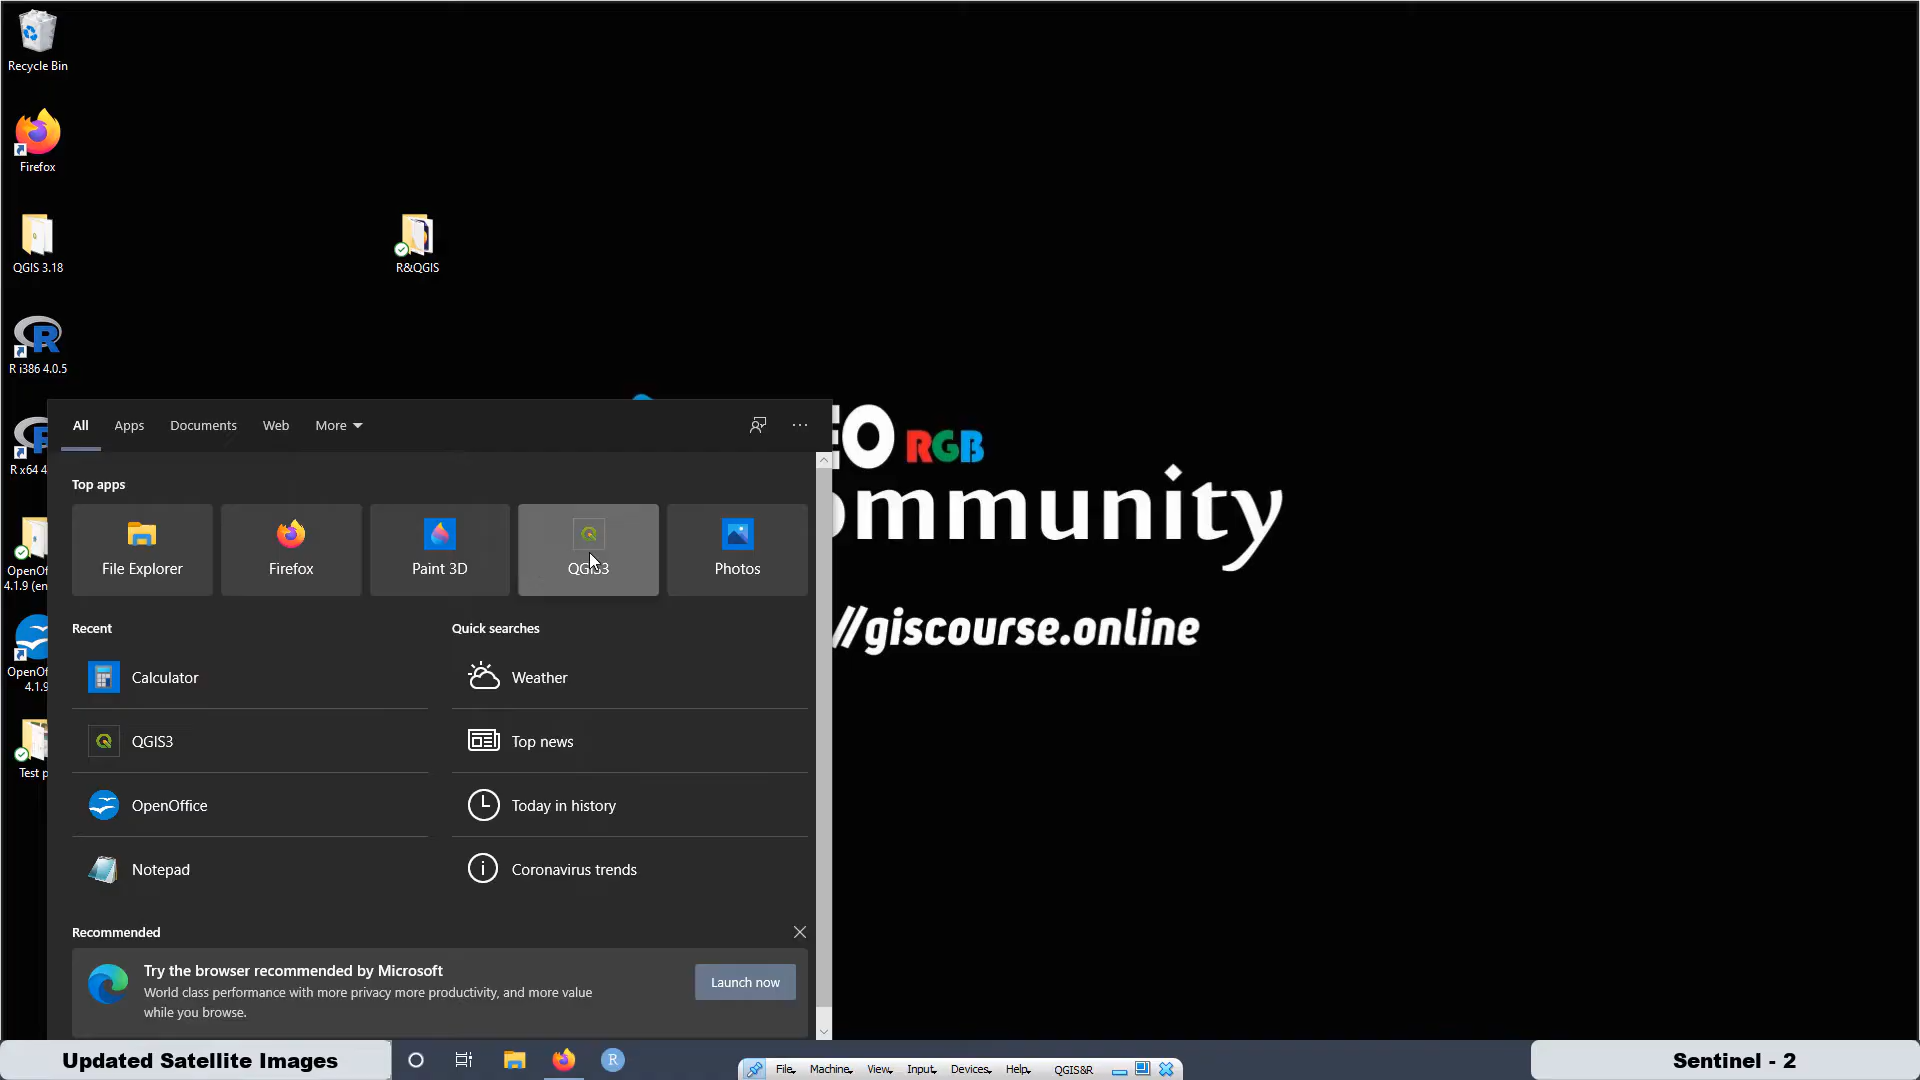 Recycle Bin
Firefox
QGIS 3.18
R&QGIS
R i386 4.0.5
R x64 4
OpenOf
4.1.9 (en
OpenOf
4.1.9
Test p
All
Apps
Documents
Web
More
Top apps
File Explorer
Firefox
Paint 3D
QGIS3
Photos
Recent
Calculator
QGIS3
OpenOffice
Notepad
Quick searches
Weather
Top news
Today in history
Coronavirus trends
Recommended
Try the browser recommended by Microsoft
World class performance with more privacy more productivity, and more value
while you browse.
Launch now
EO RGB
ommunity
//giscourse.online
Updated Satellite Images
File
Machine
View
Input
Devices
Help
QGIS&R
Sentinel - 2